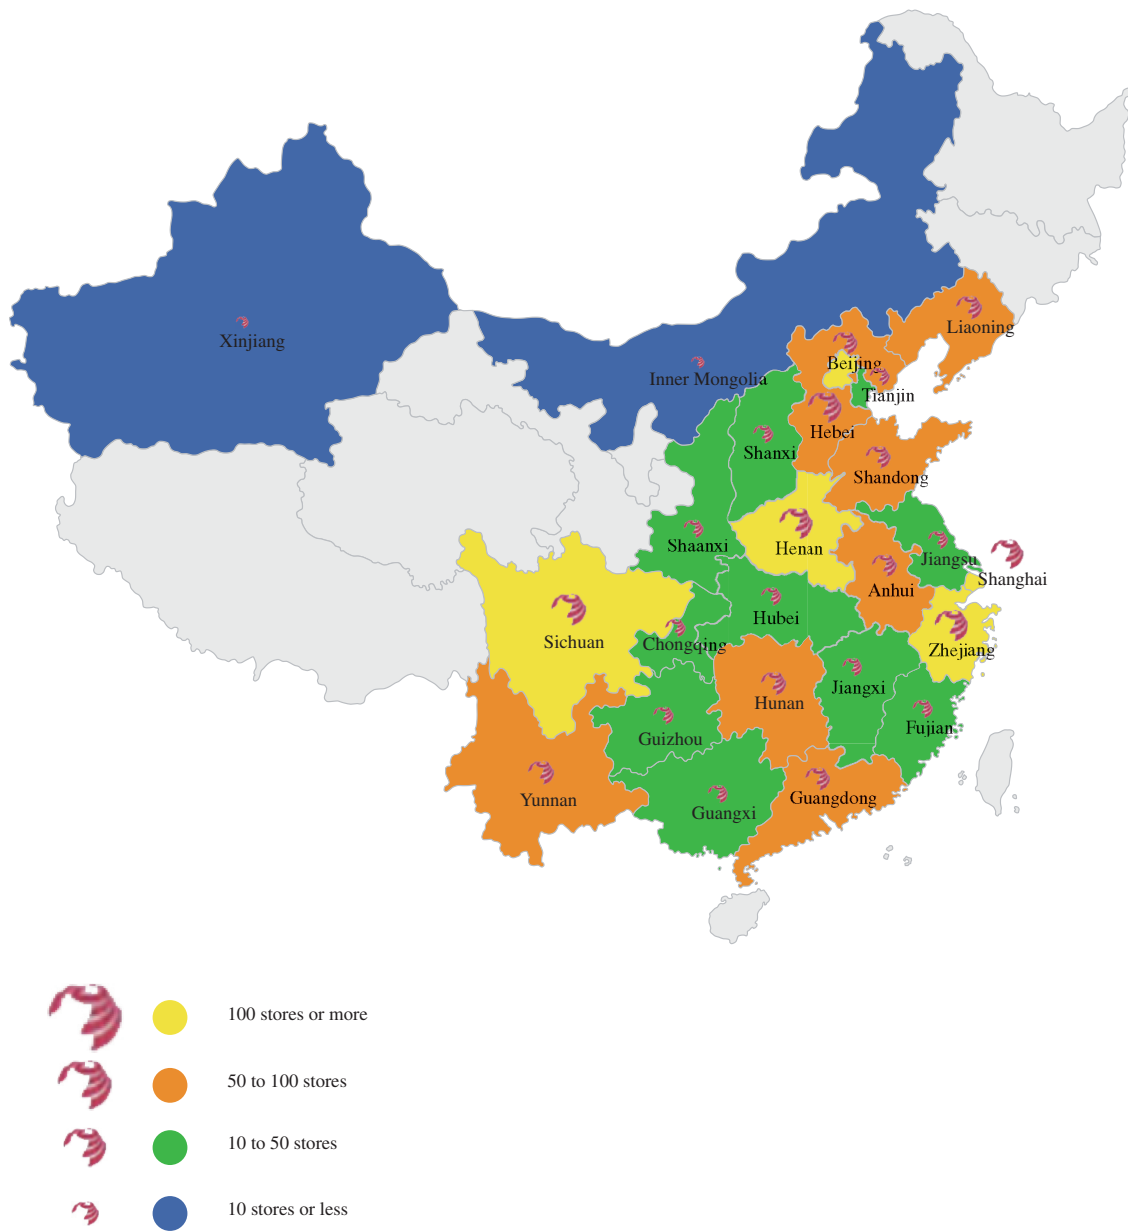 Liaoning
Xinjiang
Beijing
Inner Mongolia
Tianjin
Hebei
Shanxi
Shandong
Shaanxi
Henan
Jiangsu
Shanghai
Anhui
Hubei
Sichuan
Chongqing
Zhejiang
Jiangxi
Hunan
Fujian
Guizhou
Yunnan
Guangdong
Guangxi
100 stores or more
50 to 100 stores
10 to 50 stores
10 stores or less